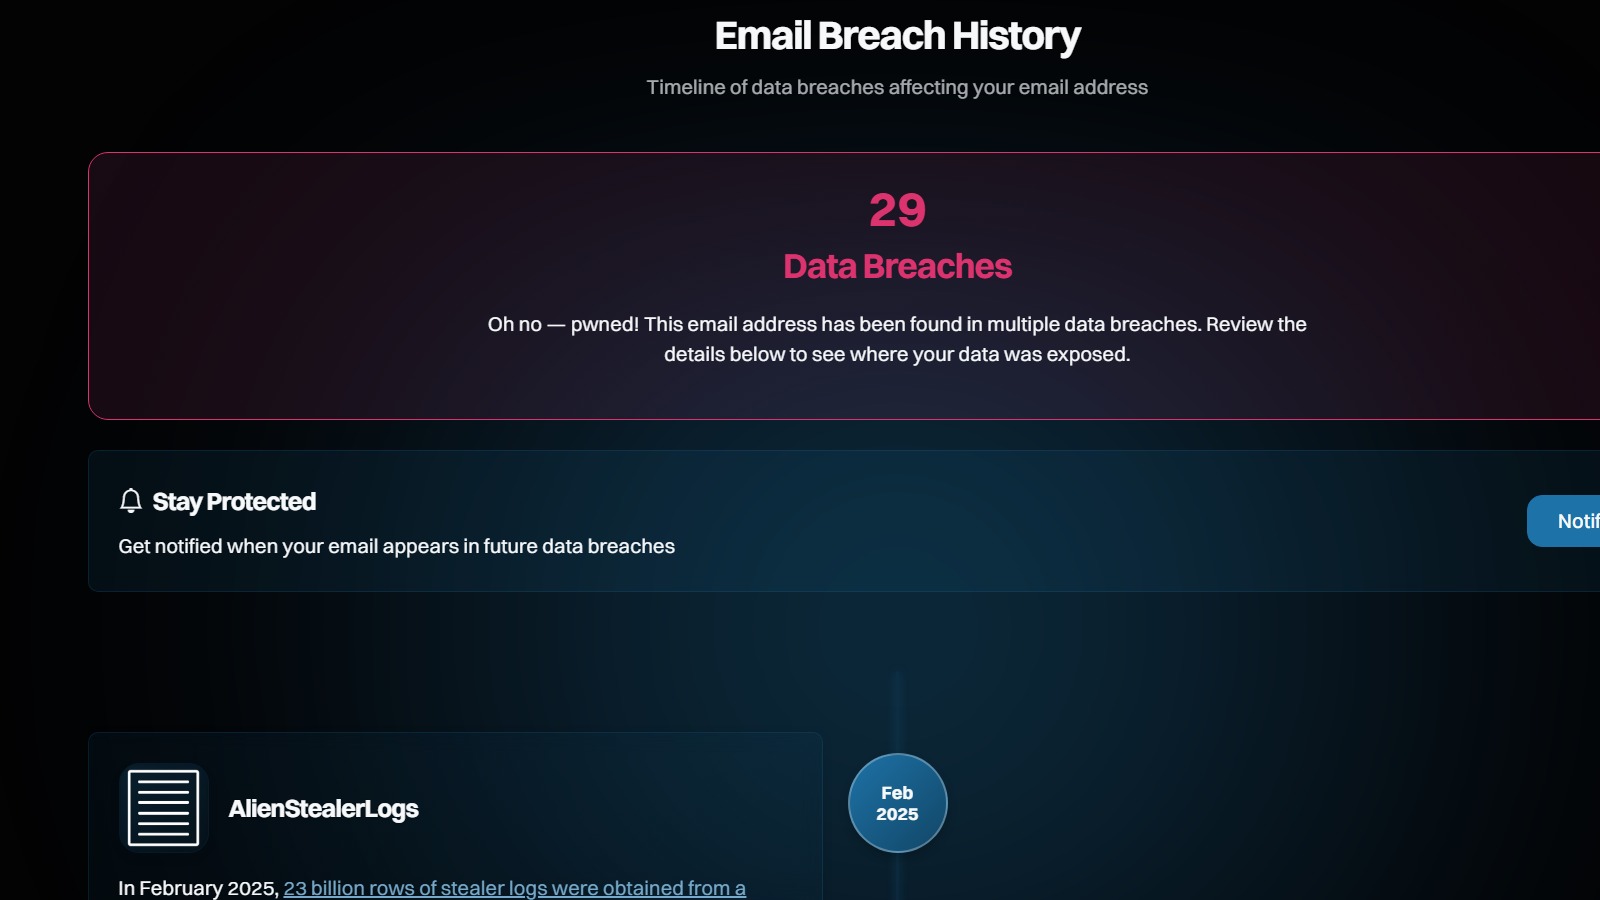 Email Breach History
Timeline of data breaches affecting your email address
29
Data Breaches
Oh no — pwned! This email address has been found in multiple data breaches. Review the
details below to see where your data was exposed.
Stay Protected
Get notified when your email appears in future data breaches
Notif
AlienStealerLogs
Feb
2025
In February 2025, 23 billion rows of stealer logs were obtained from a